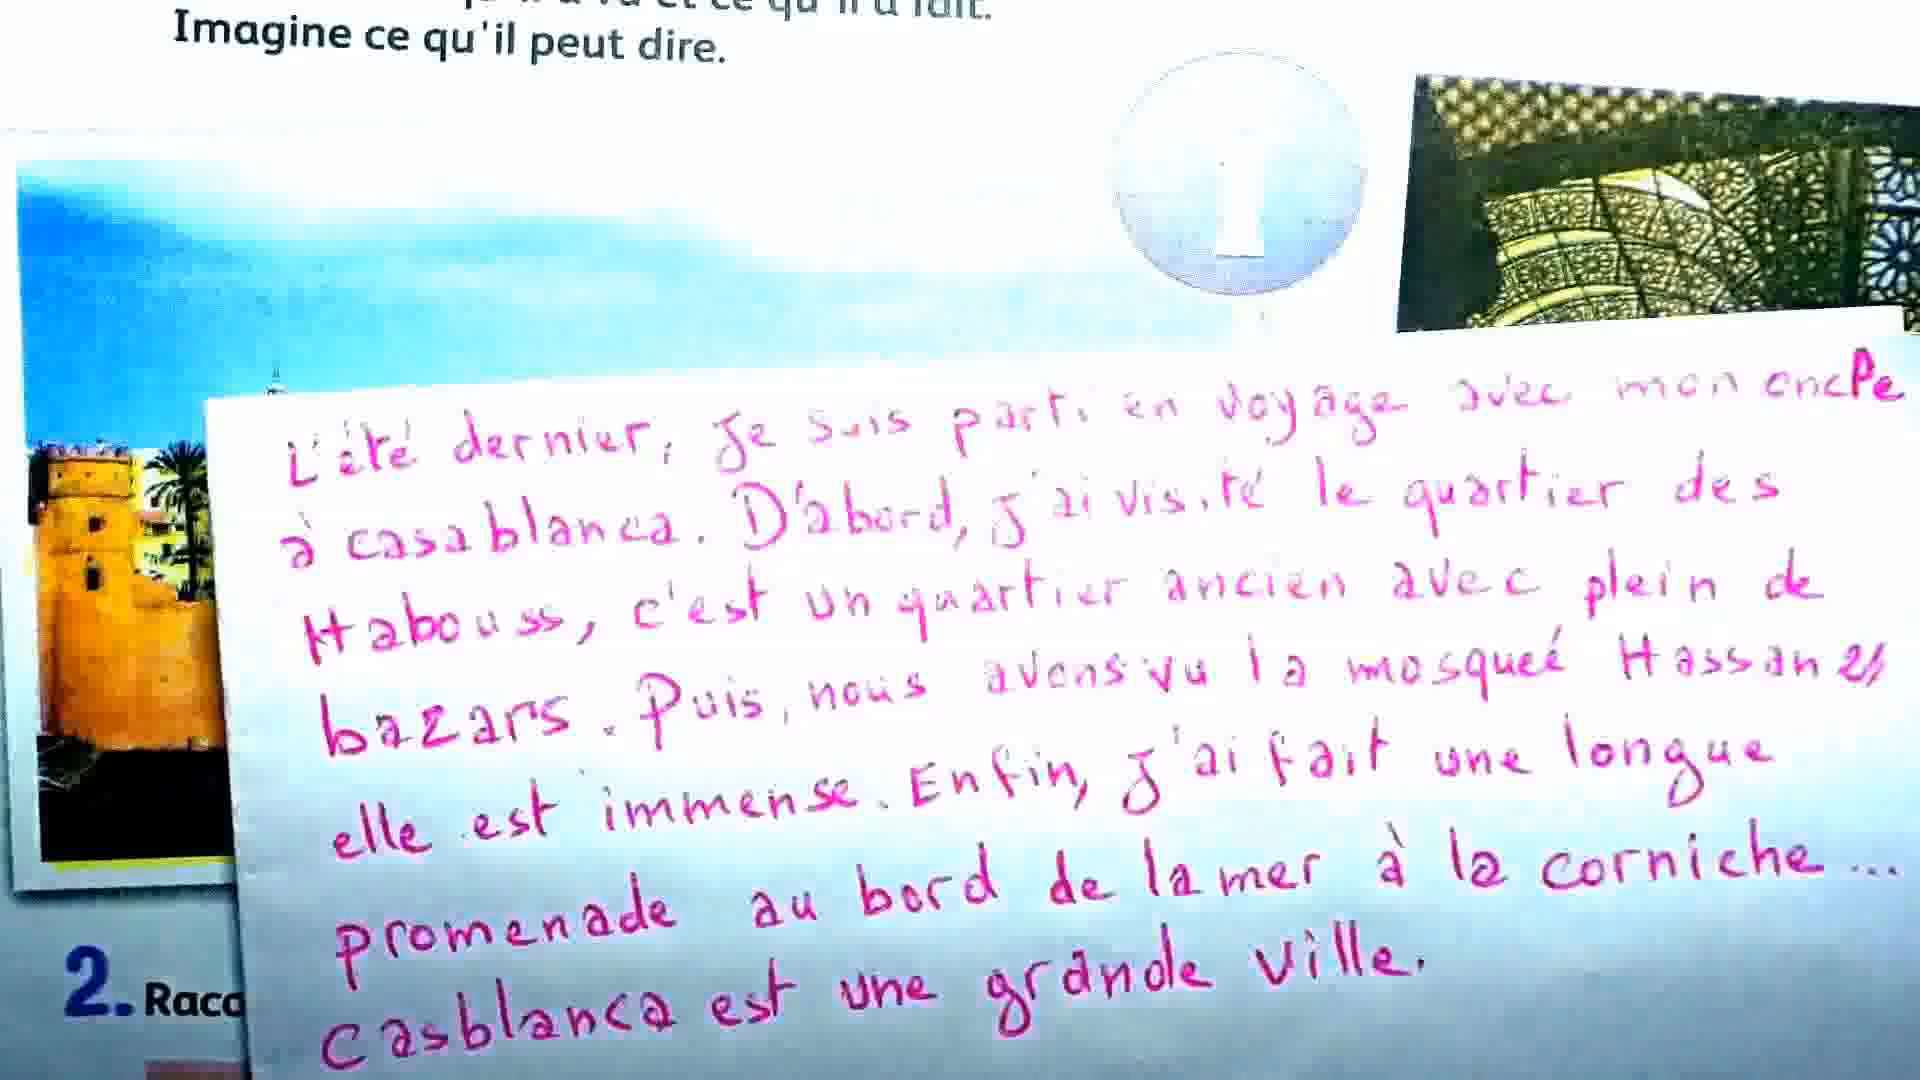 Imagine ce qu'il peut dire.
1
L'été dernier, Je suis parti en voyage avec mon oncle
à casablanca. D'abord, j'ai visité le quartier des
Habouss, c'est un quartier ancien avec plein de
bazars. Puis, nous avons vu la mosqueé Hassan 2,
elle est immense. Enfin, j'ai fait une longue
promenade au bord de la mer à la corniche...
casblanca est une grande ville.
2. Raco